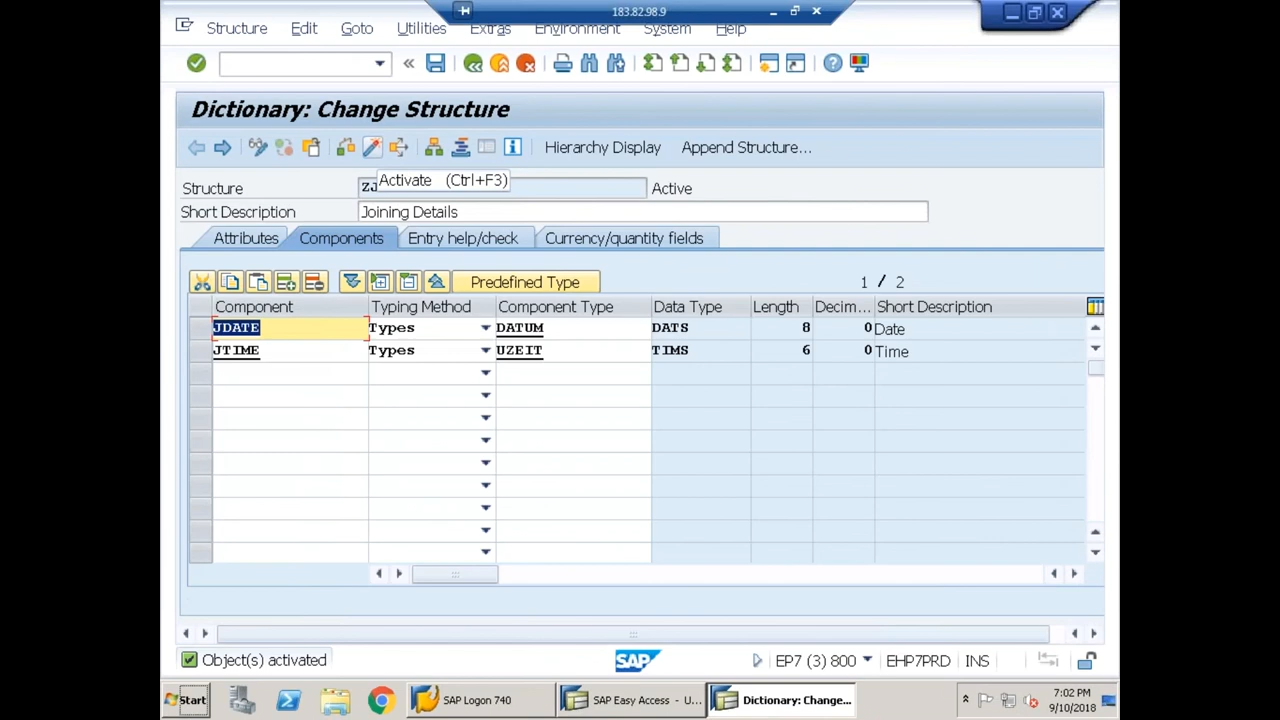 183.82.98.9
Structure Edit Goto Utilities Extras Environment System Help
Dictionary: Change Structure
Hierarchy Display Append Structure...
Activate (Ctrl+F3)
Structure ZJ Active
Short Description Joining Details
Attributes Components Entry help/check Currency/quantity fields
Predefined Type 1 / 2
Component Typing Method Component Type Data Type Length Decim... Short Description
JDATE Types DATUM DATS 8 0 Date
JTIME Types UZEIT TIMS 6 0 Time
Object(s) activated SAP EP7 (3) 800 EHP7PRD INS
Start SAP Logon 740 SAP Easy Access - U... Dictionary: Change... 7:02 PM
9/10/2018